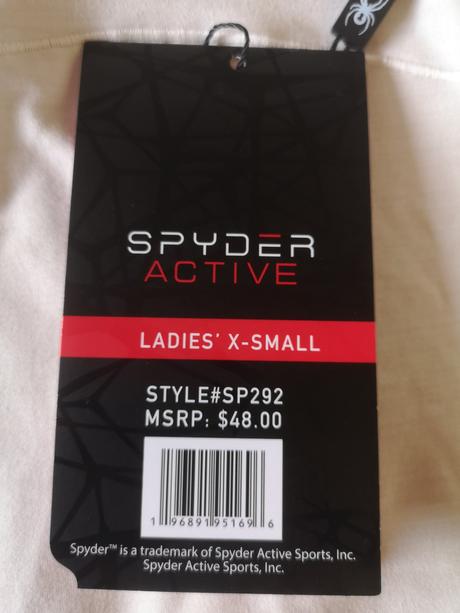 SPYDER
ACTIVE
LADIES' X-SMALL
STYLE#SP292
MSRP: $48.00
1 96891 95169 6
Spyder™ is a trademark of Spyder Active Sports, Inc.
Spyder Active Sports, Inc.